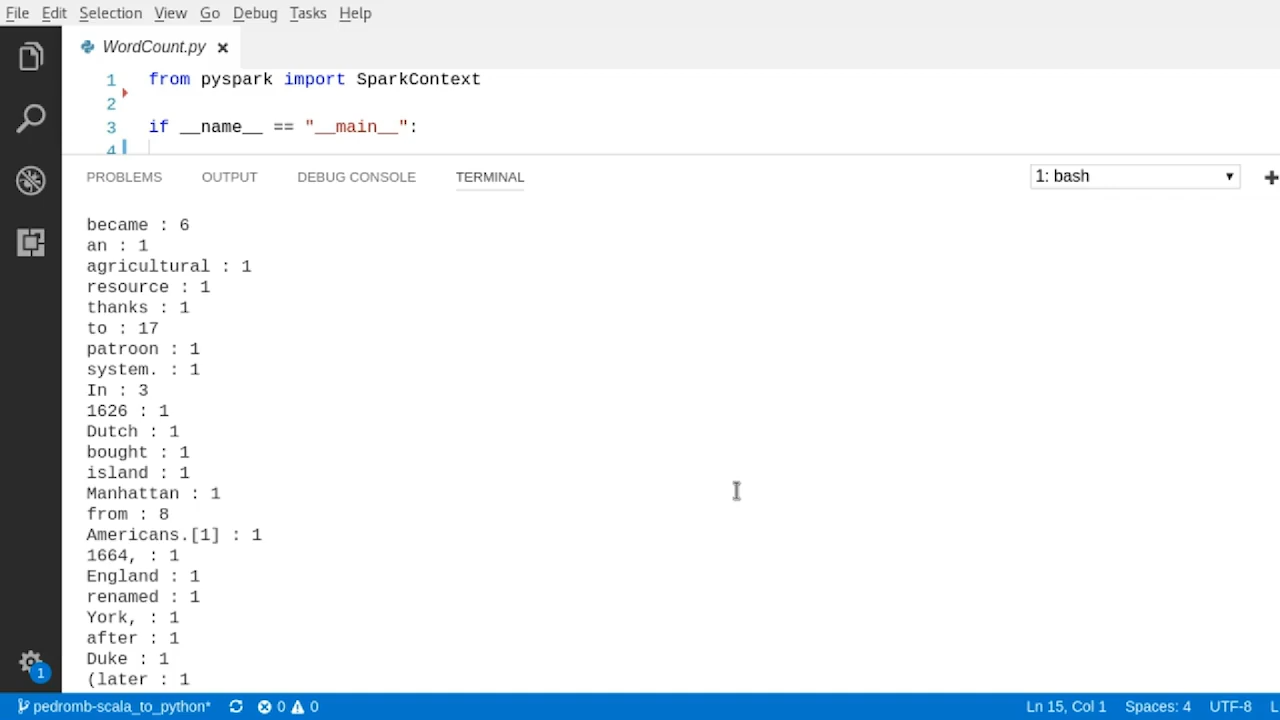 File Edit Selection View Go Debug Tasks Help
WordCount.py
1 from pyspark import SparkContext
2
3 if __name__ == "__main__":
4
PROBLEMS OUTPUT DEBUG CONSOLE TERMINAL 1: bash
became : 6
an : 1
agricultural : 1
resource : 1
thanks : 1
to : 17
patroon : 1
system. : 1
In : 3
1626 : 1
Dutch : 1
bought : 1
island : 1
Manhattan : 1
from : 8
Americans.[1] : 1
1664, : 1
England : 1
renamed : 1
York, : 1
after : 1
Duke : 1
(later : 1
1
pedromb-scala_to_python* 0 0 Ln 15, Col 1 Spaces: 4 UTF-8 L